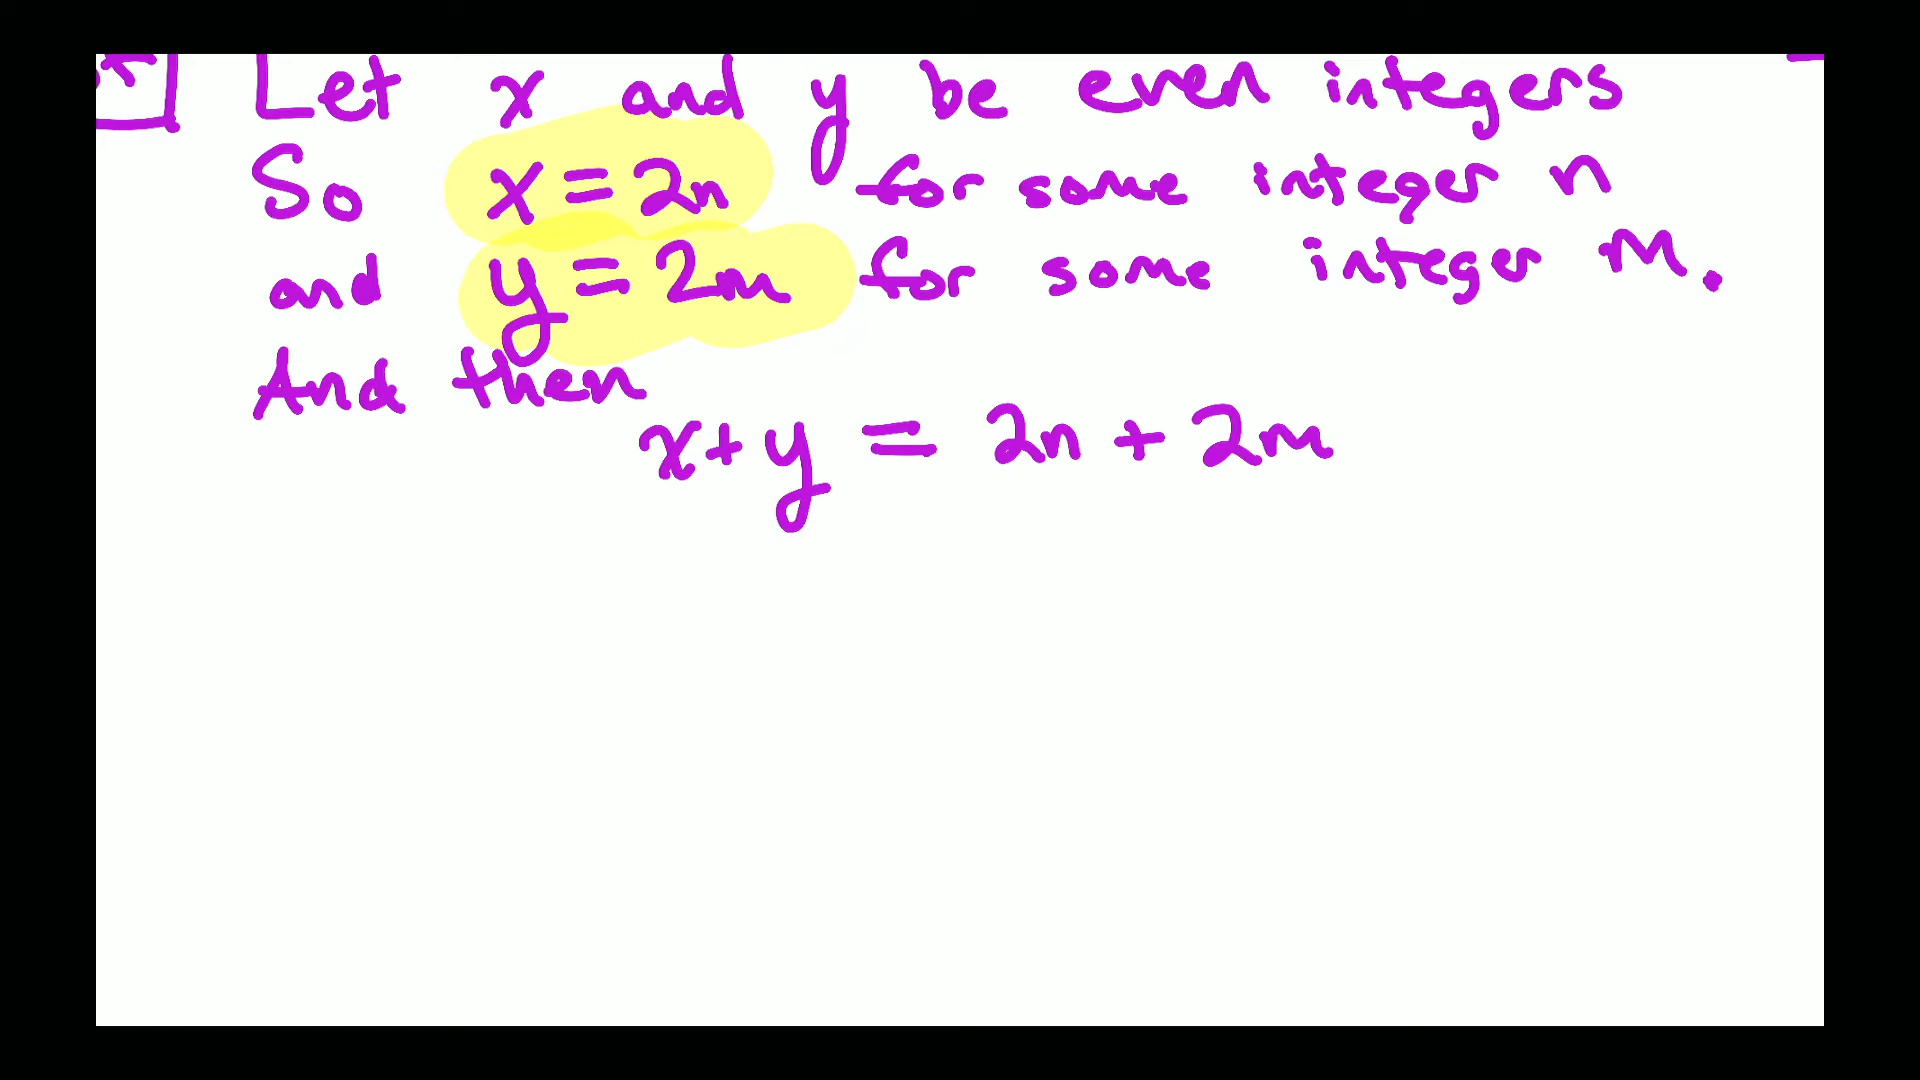 Let x and y be even integers
So x = 2n for some integer n
and y = 2m for some integer m.
And then
x+y = 2n + 2m